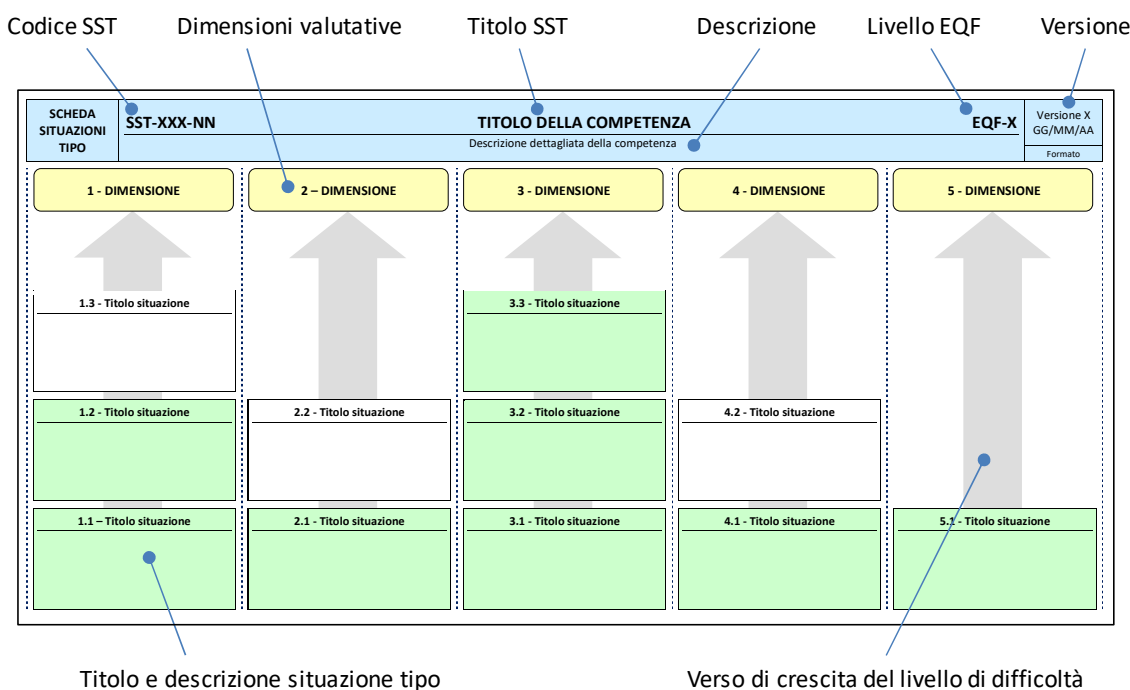 Codice SST
Dimensioni valutative
Titolo SST
Descrizione
Livello EQF
Versione
SCHEDA
SITUAZIONI
TIPO
SST-XXX-NN
TITOLO DELLA COMPETENZA
EQF-X
Descrizione dettagliata della competenza
Versione X
GG/MM/AA
Formato
1 - DIMENSIONE
2 – DIMENSIONE
3 - DIMENSIONE
4 - DIMENSIONE
5 - DIMENSIONE
1.3 - Titolo situazione
3.3 - Titolo situazione
1.2 - Titolo situazione
2.2 - Titolo situazione
3.2 - Titolo situazione
4.2 - Titolo situazione
1.1 – Titolo situazione
2.1 - Titolo situazione
3.1 - Titolo situazione
4.1 - Titolo situazione
5.1 - Titolo situazione
Titolo e descrizione situazione tipo
Verso di crescita del livello di difficoltà